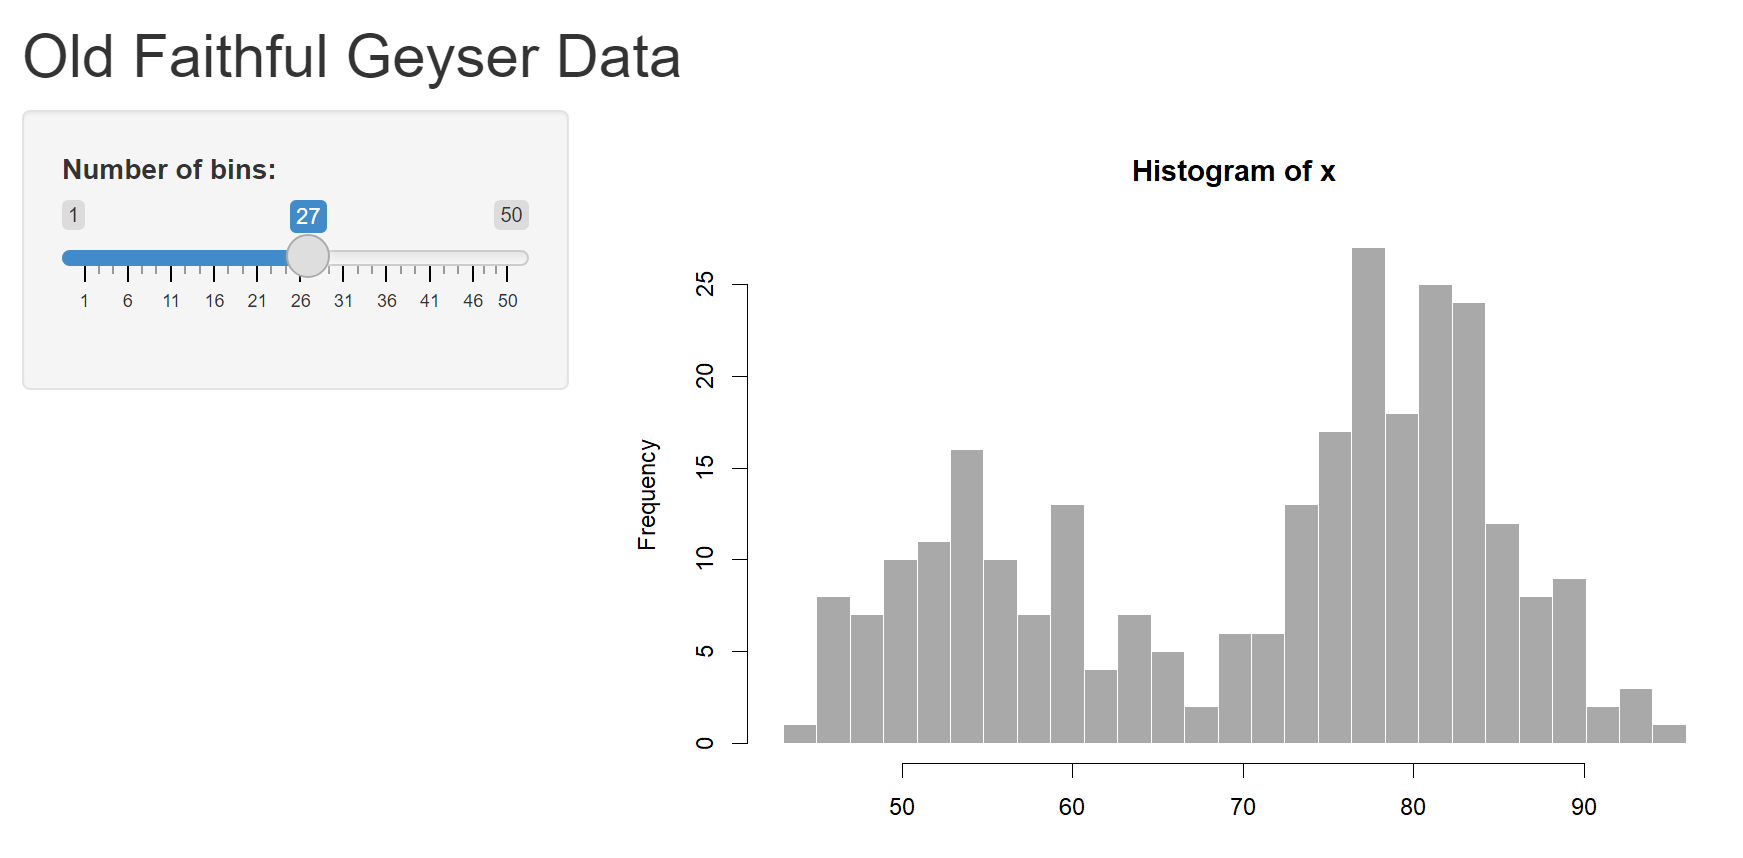 Old Faithful Geyser Data
Number of bins:
1 27 50
1 6 11 16 21 26 31 36 41 46 50
Histogram of x
Frequency
25
20
15
10
5
0
50 60 70 80 90